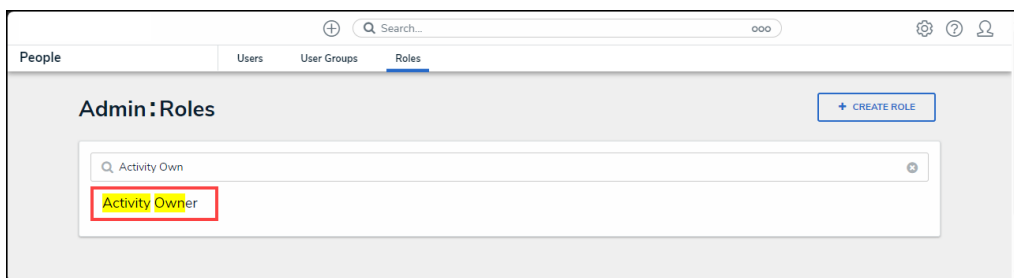 Search...
People
Users
User Groups
Roles
Admin:Roles
+ CREATE ROLE
Activity Own
Activity Owner